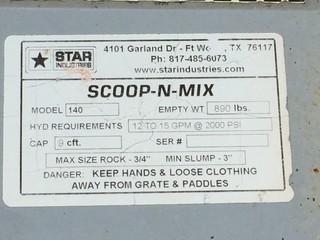 STAR INDUSTRIES
4101 Garland Dr - Ft Wo TX 76117
Ph: 817-485-6073
www.starindustries.com
SCOOP-N-MIX
MODEL 140 EMPTY WT 890 lbs.
HYD REQUIREMENTS 12 TO 15 GPM @ 2000 PSI
CAP 9 cft. SER #
MAX SIZE ROCK - 3/4" MIN SLUMP - 3"
DANGER: KEEP HANDS & LOOSE CLOTHING
AWAY FROM GRATE & PADDLES